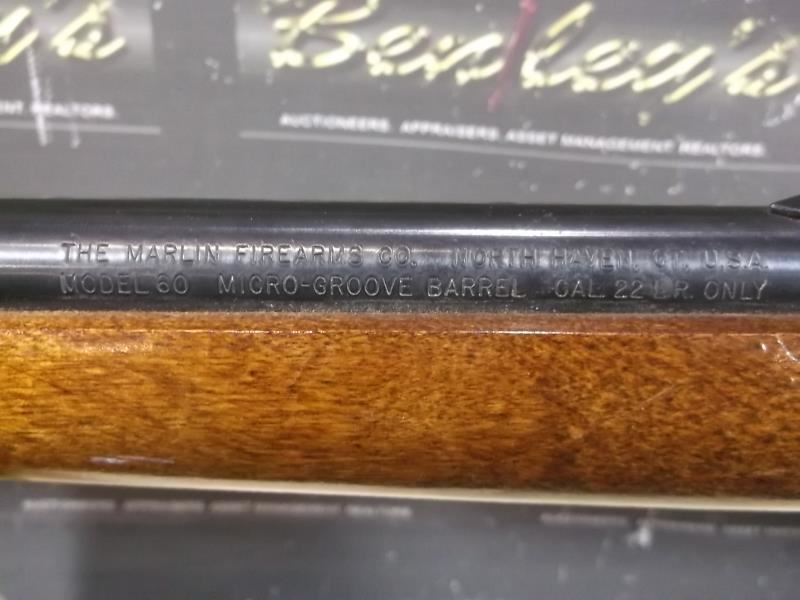 Bexley's
AUCTIONEERS. APPRAISERS. ASSET MANAGEMENT. REALTORS.
THE MARLIN FIREARMS CO. NORTH HAVEN, CT. U.S.A.
MODEL 60 MICRO-GROOVE BARREL CAL. 22 L.R. ONLY